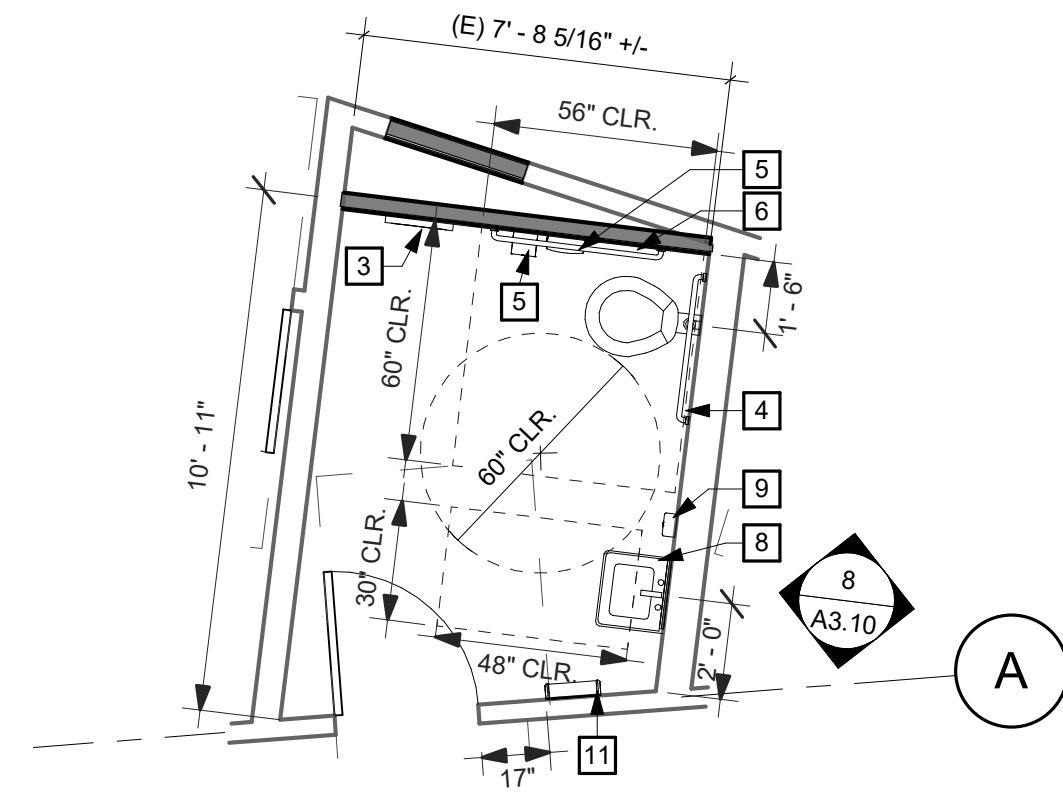 (E) 7' - 8 5/16" +/-
56" CLR.
5
6
3
5
60" CLR.
1' - 6"
4
10' - 11"
60" CLR.
9
8
30" CLR.
8
A3.10
2' - 0"
48" CLR.
A
11
17"